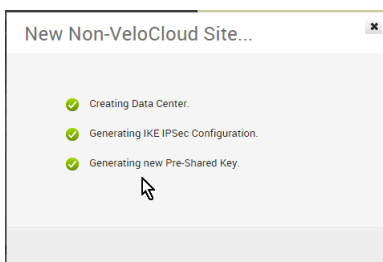 New Non-VeloCloud Site...
Creating Data Center.
Generating IKE IPSec Configuration.
Generating new Pre-Shared Key.